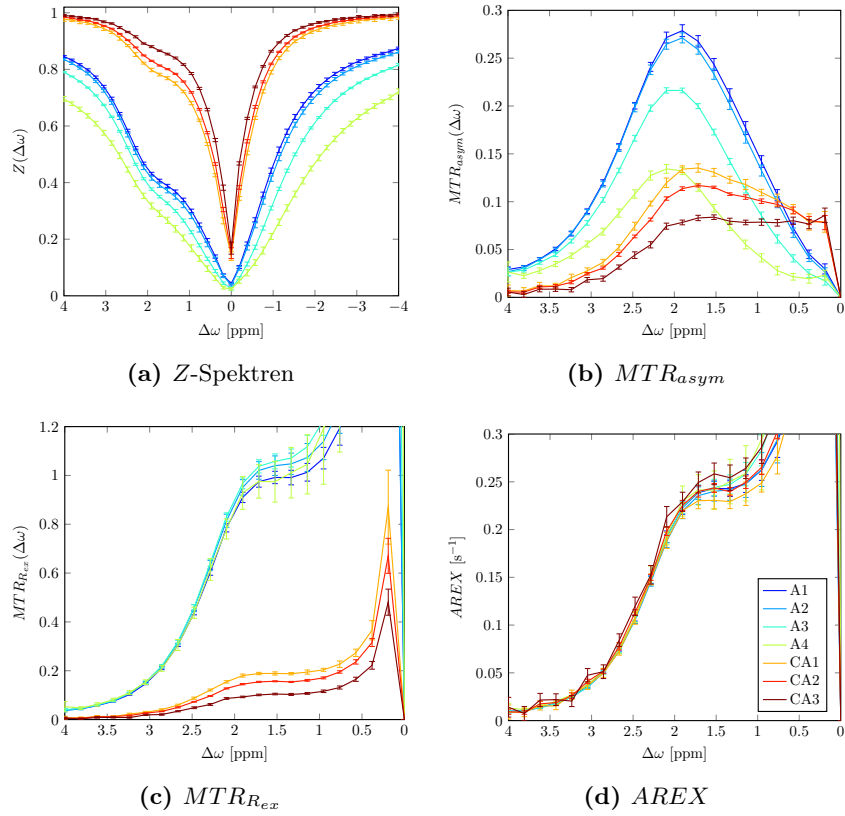 Z(Δω)
1
0.8
0.6
0.4
0.2
0
4 3 2 1 0 −1 −2 −3 −4
Δω [ppm]
(a) Z-Spektren
MTR_asym(Δω)
0.3
0.25
0.2
0.15
0.1
0.05
0
4 3.5 3 2.5 2 1.5 1 0.5 0
Δω [ppm]
(b) MTR_asym
MTR_{R_ex}(Δω)
1.2
1
0.8
0.6
0.4
0.2
0
4 3.5 3 2.5 2 1.5 1 0.5 0
Δω [ppm]
(c) MTR_{R_ex}
AREX [s⁻¹]
0.3
0.25
0.2
0.15
0.1
0.05
0
4 3.5 3 2.5 2 1.5 1 0.5 0
Δω [ppm]
A1
A2
A3
A4
CA1
CA2
CA3
(d) AREX